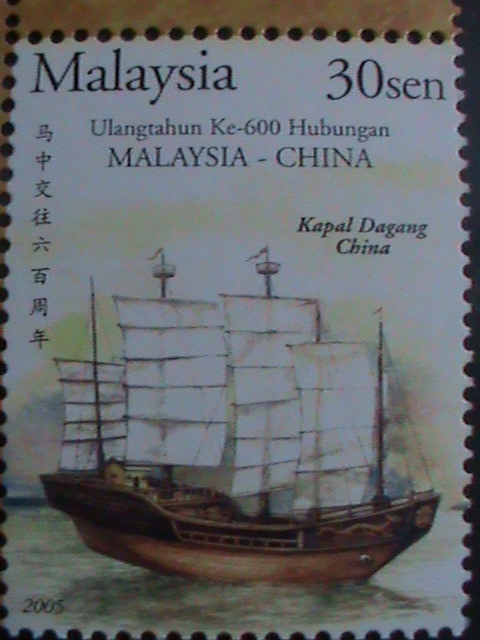 Malaysia 30sen
Ulangtahun Ke-600 Hubungan
MALAYSIA - CHINA
马中交往六百周年
Kapal Dagang
China
2005